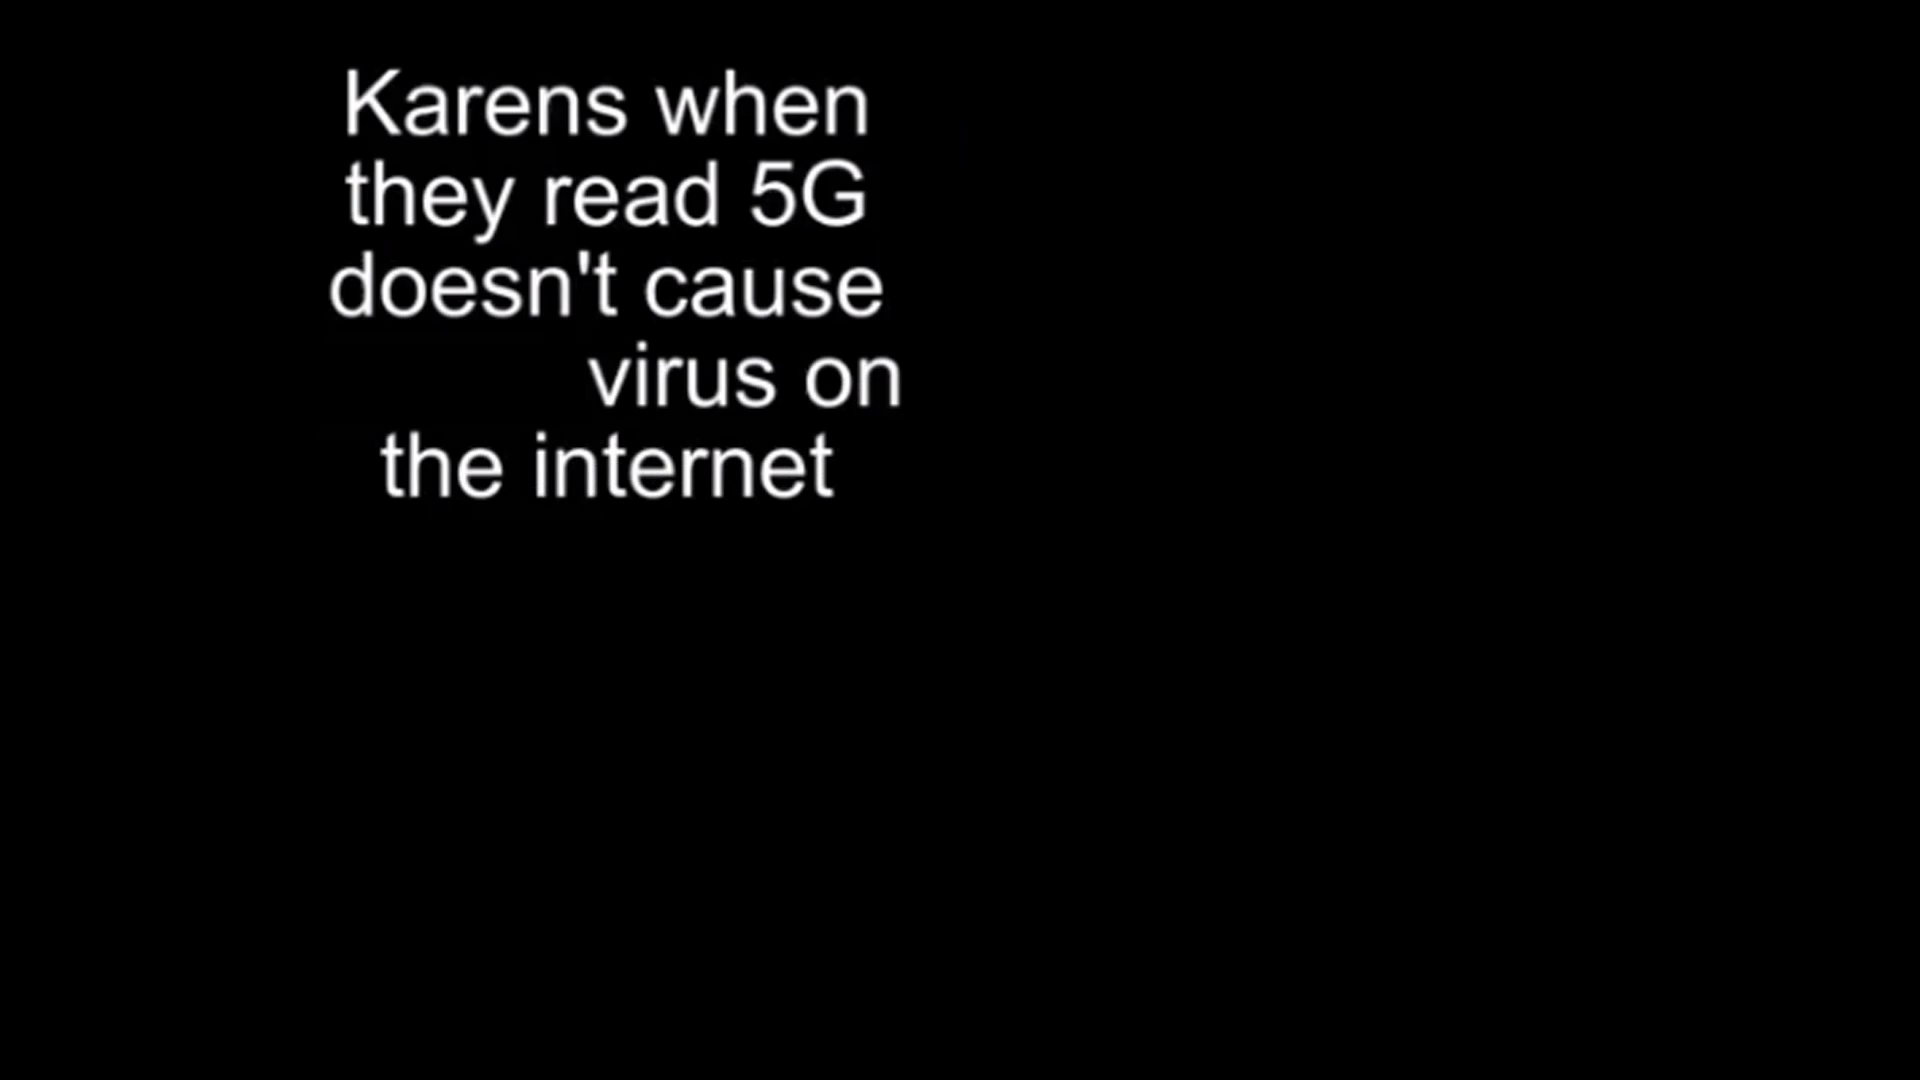 Karens when
they read 5G
doesn't cause
virus on
the internet